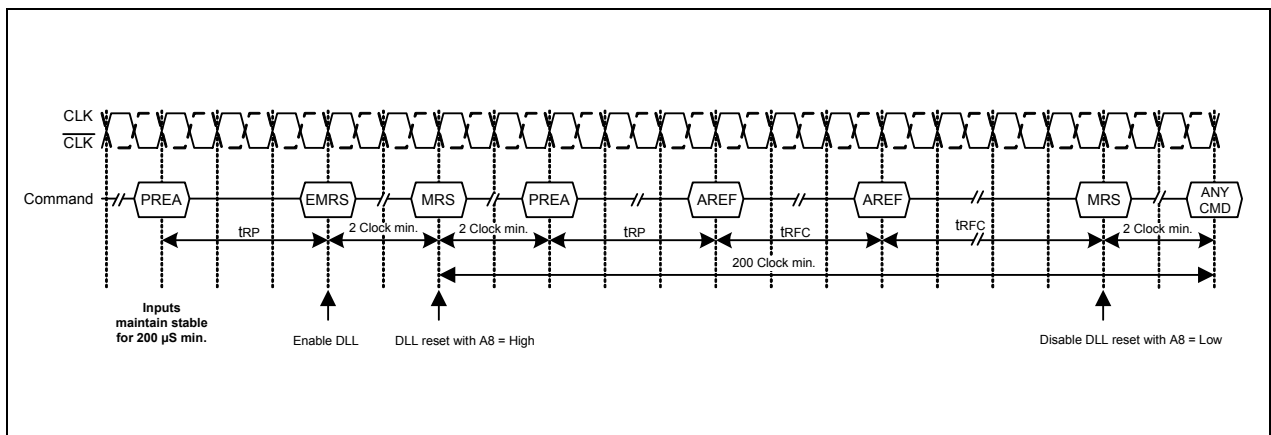 CLK
CLK
Command
PREA
EMRS
MRS
PREA
AREF
AREF
MRS
ANY
CMD
tRP
2 Clock min.
2 Clock min.
tRP
tRFC
tRFC
2 Clock min.
200 Clock min.
Inputs
maintain stable
for 200 µS min.
Enable DLL
DLL reset with A8 = High
Disable DLL reset with A8 = Low